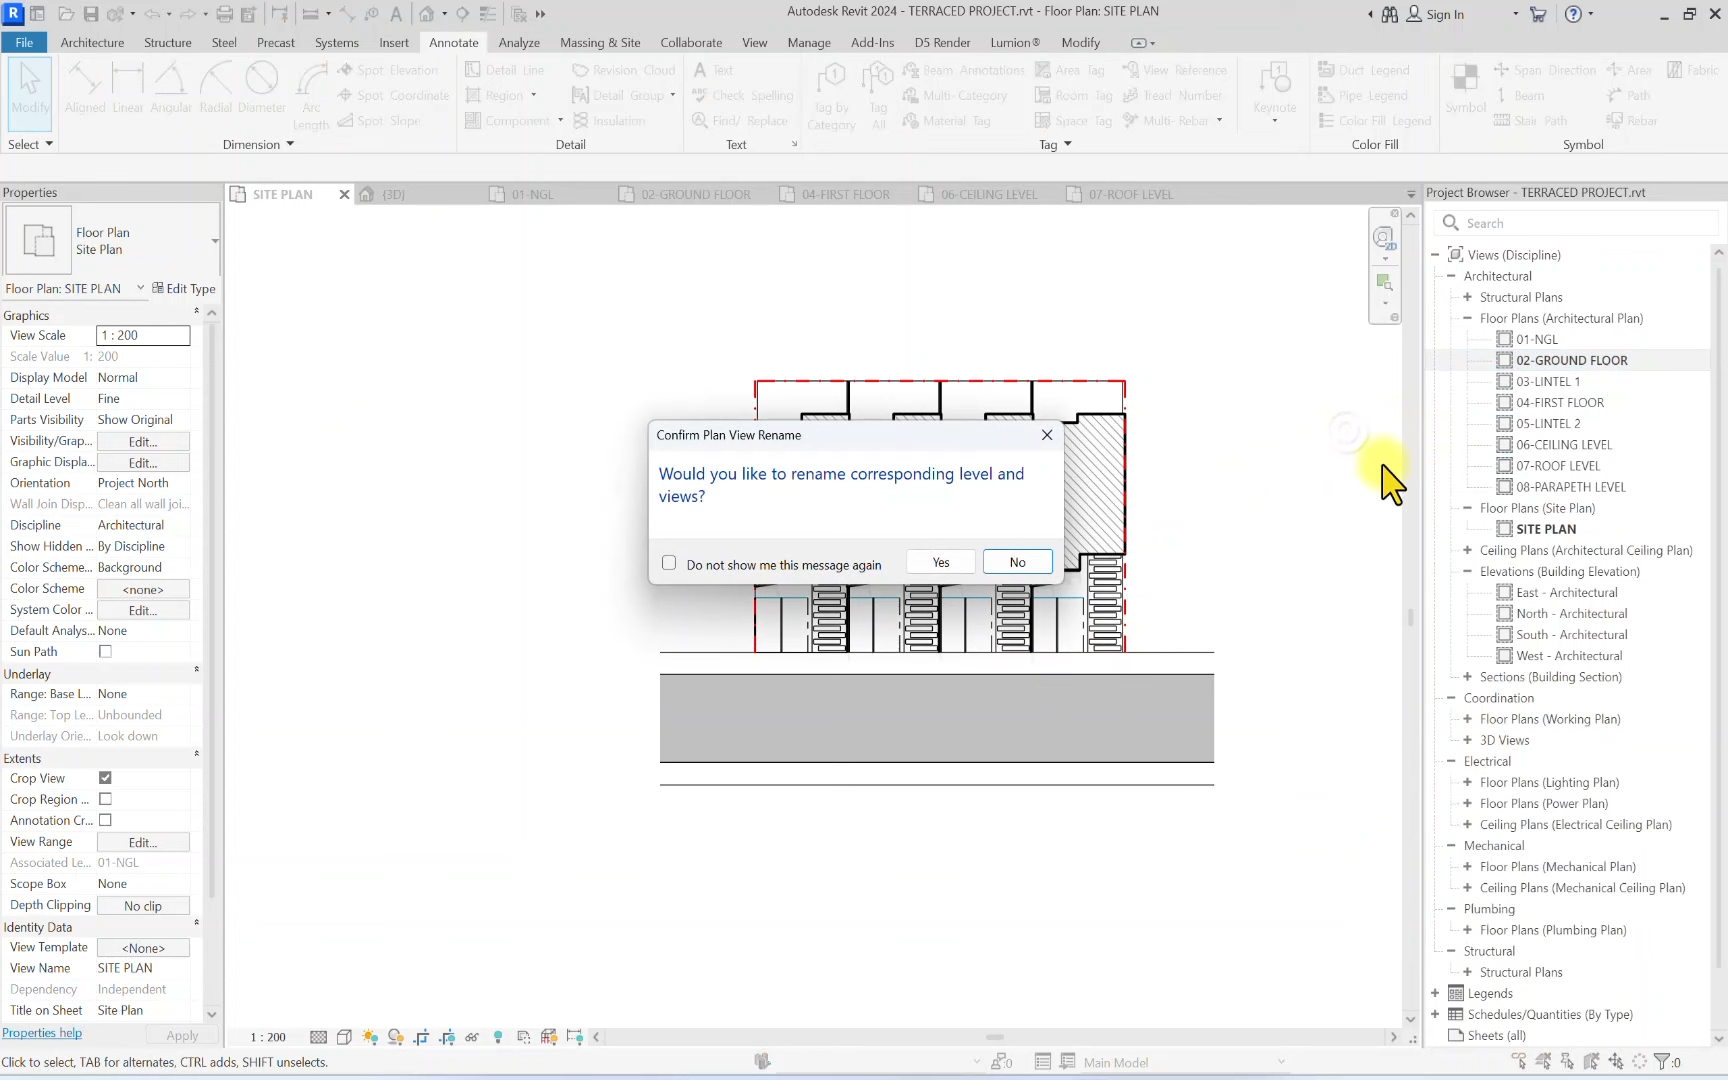 Autodesk Revit 2024 - TERRACED PROJECT.rvt - Floor Plan: SITE PLAN
Sign In
File Architecture Structure Steel Precast Systems Insert Annotate Analyze Massing & Site Collaborate View Manage Add-Ins D5 Render Lumion® Modify
Modify
Aligned Linear Angular Radial Diameter Arc Length
Spot Elevation
Spot Coordinate
Spot Slope
Detail Line
Region
Component
Revision Cloud
Detail Group
Insulation
Text
Check Spelling
Find/ Replace
Tag by Category
Tag All
Beam Annotations
Multi- Category
Material Tag
Area Tag
Room Tag
Space Tag
View Reference
Tread Number
Multi- Rebar
Keynote
Duct Legend
Pipe Legend
Color Fill Legend
Symbol
Span Direction
Beam
Stair Path
Area
Path
Rebar
Fabric
Select Dimension Detail Text Tag Color Fill Symbol
Properties
SITE PLAN {3D} 01-NGL 02-GROUND FLOOR 04-FIRST FLOOR 06-CEILING LEVEL 07-ROOF LEVEL
Project Browser - TERRACED PROJECT.rvt
Floor Plan
Site Plan
Floor Plan: SITE PLAN Edit Type
Graphics
View Scale 1 : 200
Scale Value 1: 200
Display Model Normal
Detail Level Fine
Parts Visibility Show Original
Visibility/Grap... Edit...
Graphic Displa... Edit...
Orientation Project North
Wall Join Disp... Clean all wall joi...
Discipline Architectural
Show Hidden ... By Discipline
Color Scheme... Background
Color Scheme <none>
System Color ... Edit...
Default Analys... None
Sun Path
Underlay
Range: Base L... None
Range: Top Le... Unbounded
Underlay Orie... Look down
Extents
Crop View
Crop Region ...
Annotation Cr...
View Range Edit...
Associated Le... 01-NGL
Scope Box None
Depth Clipping No clip
Identity Data
View Template <None>
View Name SITE PLAN
Dependency Independent
Title on Sheet Site Plan
Properties help Apply
Confirm Plan View Rename
Would you like to rename corresponding level and
views?
Do not show me this message again Yes No
2D
Search
Views (Discipline)
Architectural
Structural Plans
Floor Plans (Architectural Plan)
01-NGL
02-GROUND FLOOR
03-LINTEL 1
04-FIRST FLOOR
05-LINTEL 2
06-CEILING LEVEL
07-ROOF LEVEL
08-PARAPETH LEVEL
Floor Plans (Site Plan)
SITE PLAN
Ceiling Plans (Architectural Ceiling Plan)
Elevations (Building Elevation)
East - Architectural
North - Architectural
South - Architectural
West - Architectural
Sections (Building Section)
Coordination
Floor Plans (Working Plan)
3D Views
Electrical
Floor Plans (Lighting Plan)
Floor Plans (Power Plan)
Ceiling Plans (Electrical Ceiling Plan)
Mechanical
Floor Plans (Mechanical Plan)
Ceiling Plans (Mechanical Ceiling Plan)
Plumbing
Floor Plans (Plumbing Plan)
Structural
Structural Plans
Legends
Schedules/Quantities (By Type)
Sheets (all)
1 : 200
Click to select, TAB for alternates, CTRL adds, SHIFT unselects. :0 Main Model :0